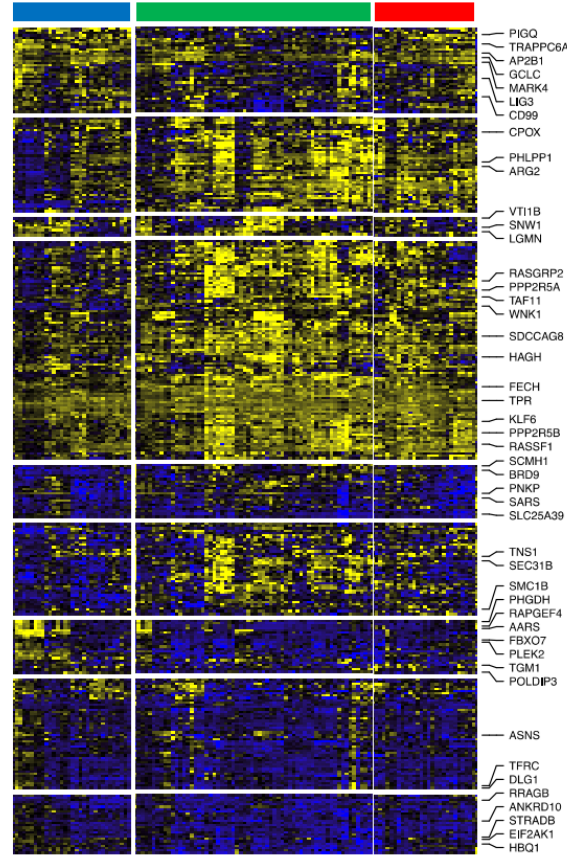 PIGQ
TRAPPC6A
AP2B1
GCLC
MARK4
LIG3
CD99
CPOX
PHLPP1
ARG2
VTI1B
SNW1
LGMN
RASGRP2
PPP2R5A
TAF11
WNK1
SDCCAG8
HAGH
FECH
TPR
KLF6
PPP2R5B
RASSF1
SCMH1
BRD9
PNKP
SARS
SLC25A39
TNS1
SEC31B
SMC1B
PHGDH
RAPGEF4
AARS
FBXO7
PLEK2
TGM1
POLDIP3
ASNS
TFRC
DLG1
RRAGB
ANKRD10
STRADB
EIF2AK1
HBQ1